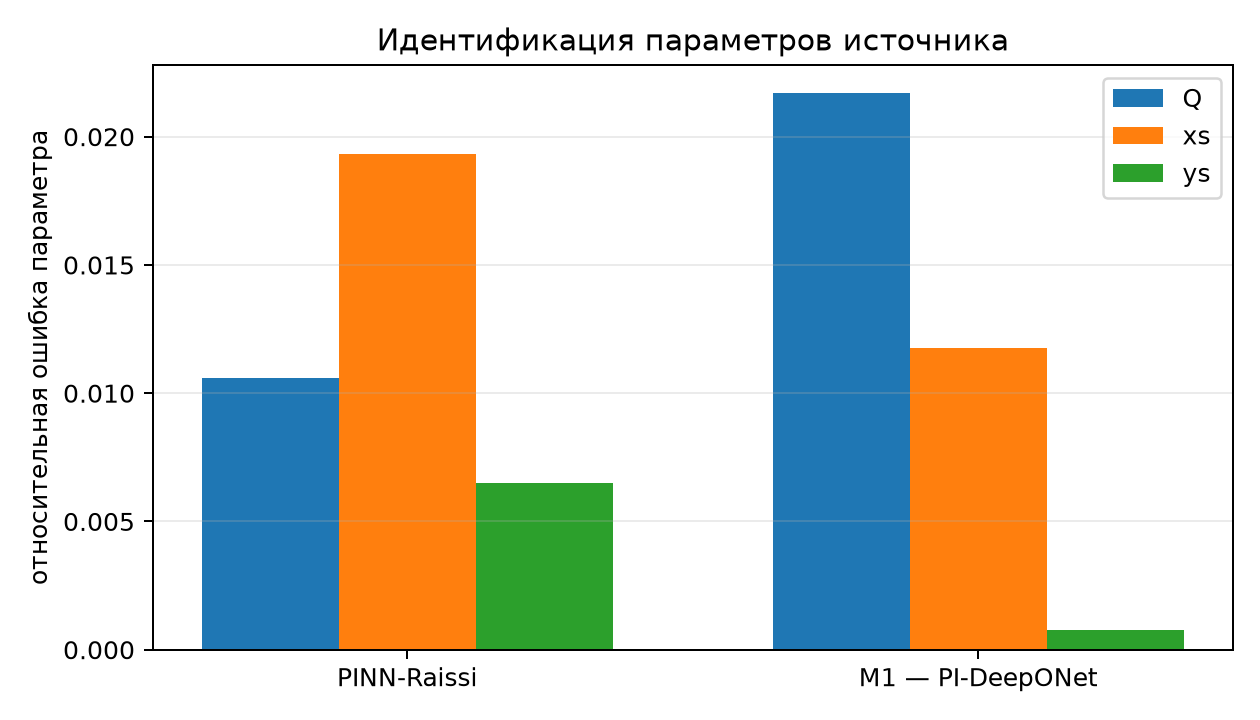 Идентификация параметров источника
относительная ошибка параметра
0.020
0.015
0.010
0.005
0.000
Q
xs
ys
PINN-Raissi
M1 — PI-DeepONet